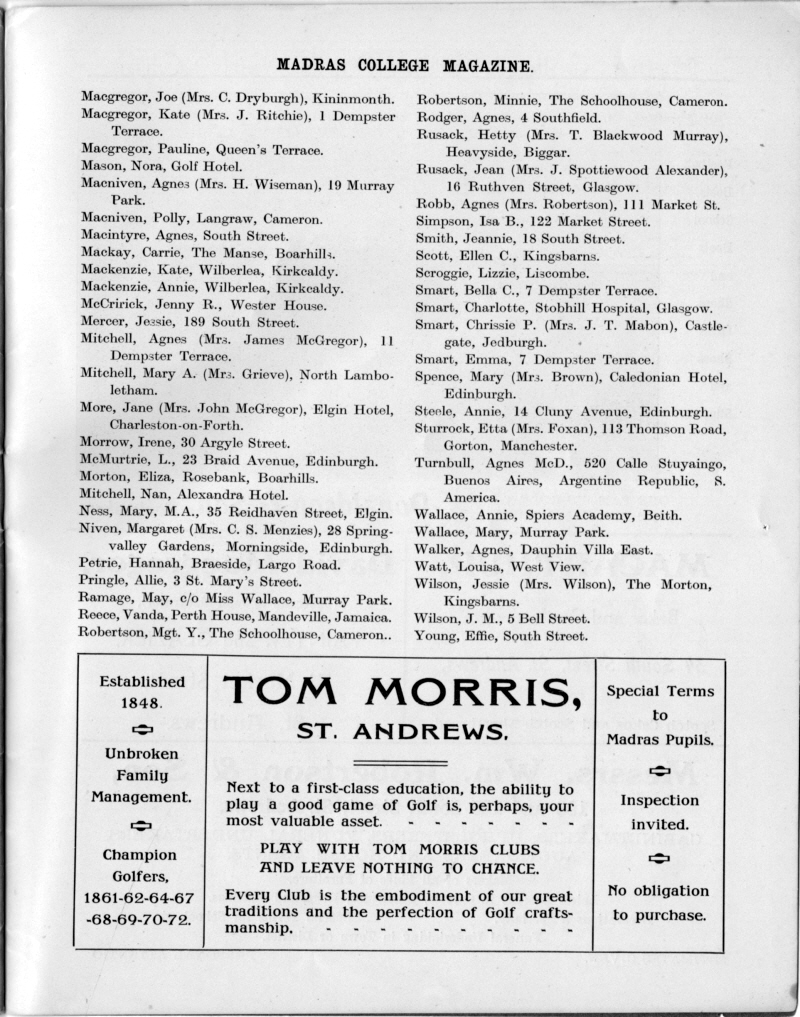 MADRAS COLLEGE MAGAZINE.
Macgregor, Joe (Mrs. C. Dryburgh), Kininmonth.
Macgregor, Kate (Mrs. J. Ritchie), 1 Dempster
Terrace.
Macgregor, Pauline, Queen's Terrace.
Mason, Nora, Golf Hotel.
Macniven, Agnes (Mrs. H. Wiseman), 19 Murray
Park.
Macniven, Polly, Langraw, Cameron.
Macintyre, Agnes, South Street.
Mackay, Carrie, The Manse, Boarhills.
Mackenzie, Kate, Wilberlea, Kirkcaldy.
Mackenzie, Annie, Wilberlea, Kirkcaldy.
McCririck, Jenny R., Wester House.
Mercer, Jessie, 189 South Street.
Mitchell, Agnes (Mrs. James McGregor), 11
Dempster Terrace.
Mitchell, Mary A. (Mrs. Grieve), North Lambo-
letham.
More, Jane (Mrs. John McGregor), Elgin Hotel,
Charleston-on-Forth.
Morrow, Irene, 30 Argyle Street.
McMurtrie, L., 23 Braid Avenue, Edinburgh.
Morton, Eliza, Rosebank, Boarhills.
Mitchell, Nan, Alexandra Hotel.
Ness, Mary, M.A., 35 Reidhaven Street, Elgin.
Niven, Margaret (Mrs. C. S. Menzies), 28 Spring-
valley Gardens, Morningside, Edinburgh.
Petrie, Hannah, Braeside, Largo Road.
Pringle, Allie, 3 St. Mary's Street.
Ramage, May, c/o Miss Wallace, Murray Park.
Reece, Vanda, Perth House, Mandeville, Jamaica.
Robertson, Mgt. Y., The Schoolhouse, Cameron..
Robertson, Minnie, The Schoolhouse, Cameron.
Rodger, Agnes, 4 Southfield.
Rusack, Hetty (Mrs. T. Blackwood Murray),
Heavyside, Biggar.
Rusack, Jean (Mrs. J. Spottiswood Alexander),
16 Ruthven Street, Glasgow.
Robb, Agnes (Mrs. Robertson), 111 Market St.
Simpson, Isa B., 122 Market Street.
Smith, Jeannie, 18 South Street.
Scott, Ellen C., Kingsbarns.
Scroggie, Lizzie, Liscombe.
Smart, Bella C., 7 Dempster Terrace.
Smart, Charlotte, Stobhill Hospital, Glasgow.
Smart, Chrissie P. (Mrs. J. T. Mabon), Castle-
gate, Jedburgh.
Smart, Emma, 7 Dempster Terrace.
Spence, Mary (Mrs. Brown), Caledonian Hotel,
Edinburgh.
Steele, Annie, 14 Cluny Avenue, Edinburgh.
Sturrock, Etta (Mrs. Foxan), 113 Thomson Road,
Gorton, Manchester.
Turnbull, Agnes McD., 520 Calle Stuyaingo,
Buenos Aires, Argentine Republic, S.
America.
Wallace, Annie, Spiers Academy, Beith.
Wallace, Mary, Murray Park.
Walker, Agnes, Dauphin Villa East.
Watt, Louisa, West View.
Wilson, Jessie (Mrs. Wilson), The Morton,
Kingsbarns.
Wilson, J. M., 5 Bell Street.
Young, Effie, South Street.
Established
1848.
Unbroken
Family
Management.
Champion
Golfers,
1861-62-64-67
-68-69-70-72.
TOM MORRIS,
ST. ANDREWS.
Next to a first-class education, the ability to
play a good game of Golf is, perhaps, your
most valuable asset. - - - - - - -
PLAY WITH TOM MORRIS CLUBS
AND LEAVE NOTHING TO CHANCE.
Every Club is the embodiment of our great
traditions and the perfection of Golf crafts-
manship. - - - - - - - - - -
Special Terms
to
Madras Pupils.
Inspection
invited.
No obligation
to purchase.